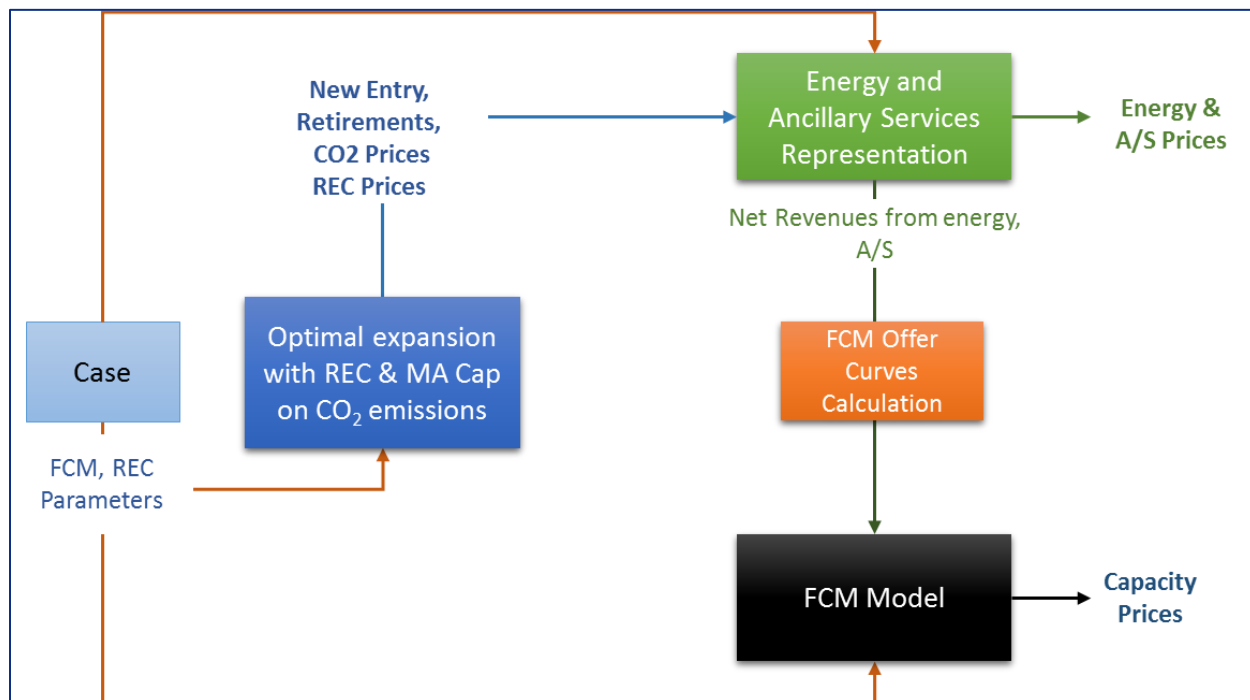 New Entry,
Retirements,
CO2 Prices
REC Prices
Energy and
Ancillary Services
Representation
Energy &
A/S Prices
Net Revenues from energy,
A/S
Case
Optimal expansion
with REC & MA Cap
on CO₂ emissions
FCM Offer
Curves
Calculation
FCM, REC
Parameters
FCM Model
Capacity
Prices